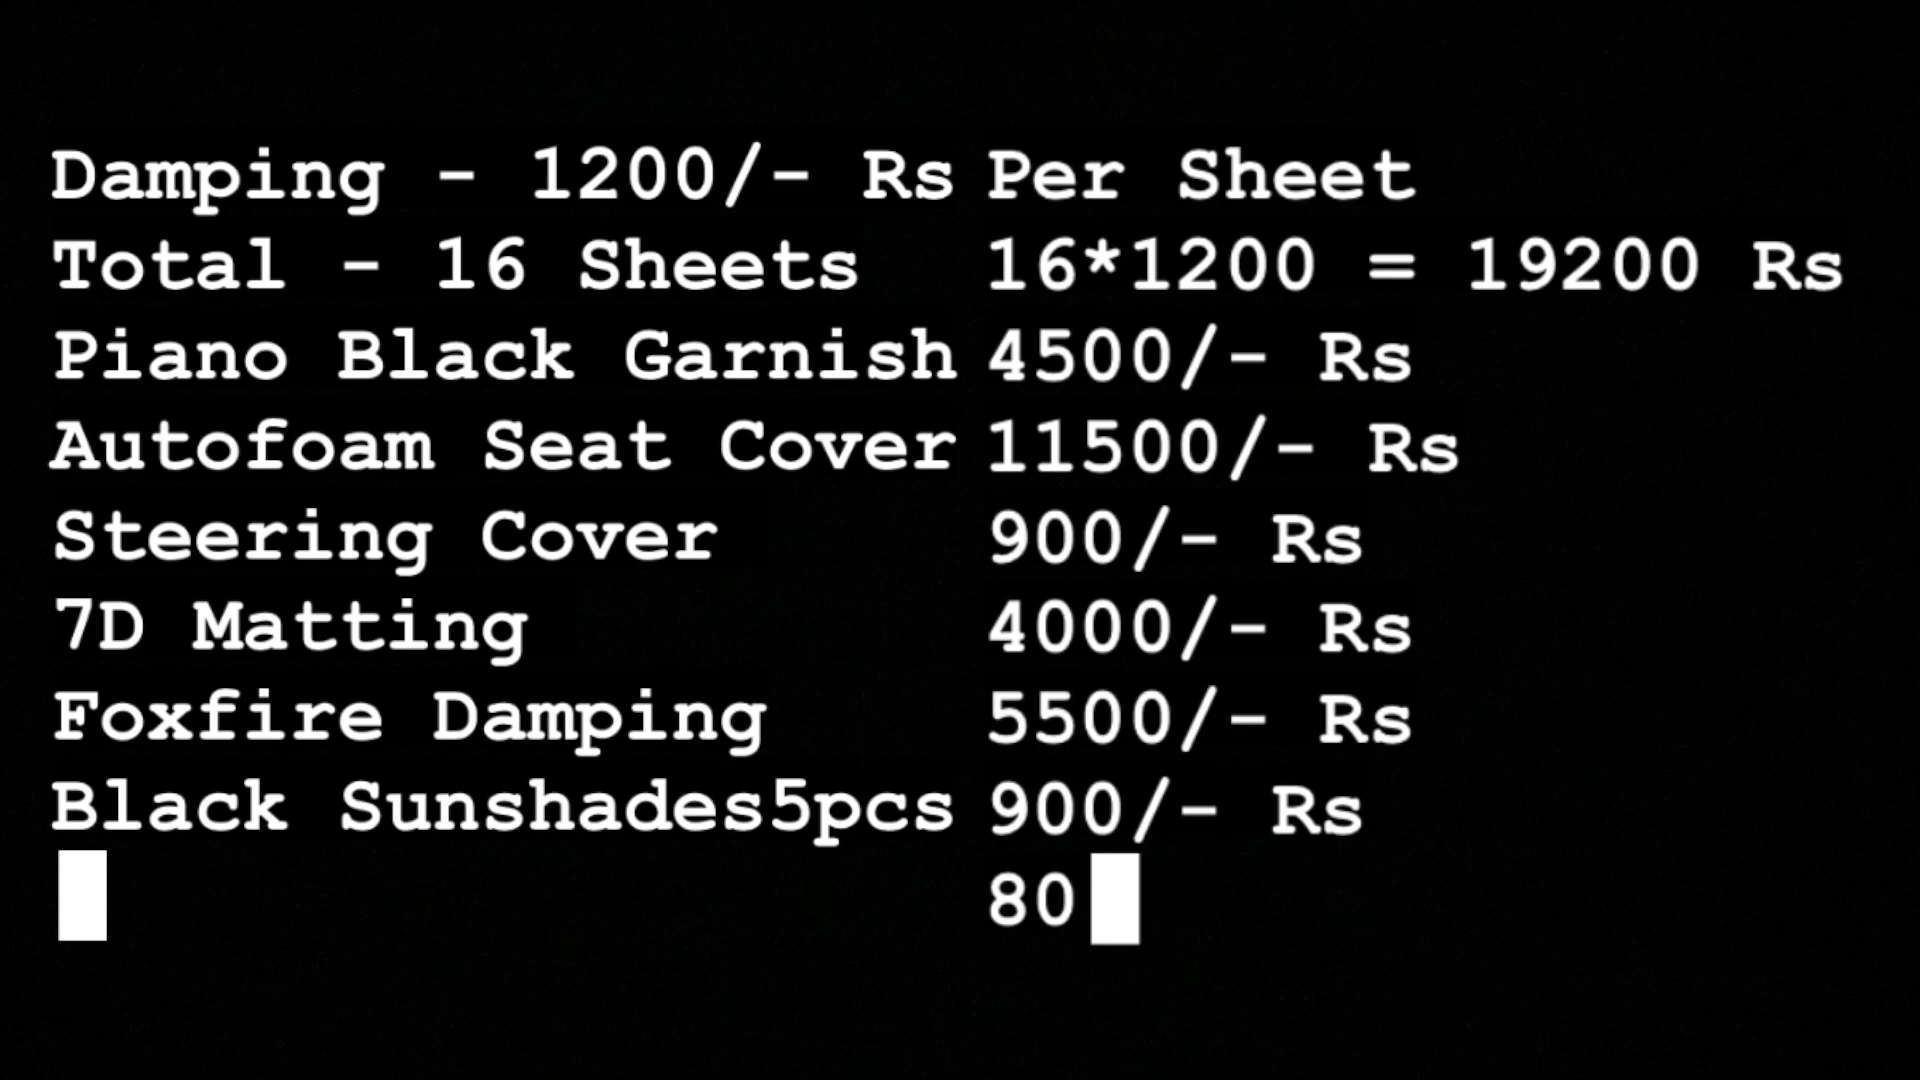 Damping - 1200/- Rs Per Sheet
Total - 16 Sheets 16*1200 = 19200 Rs
Piano Black Garnish 4500/- Rs
Autofoam Seat Cover 11500/- Rs
Steering Cover 900/- Rs
7D Matting 4000/- Rs
Foxfire Damping 5500/- Rs
Black Sunshades5pcs 900/- Rs
80